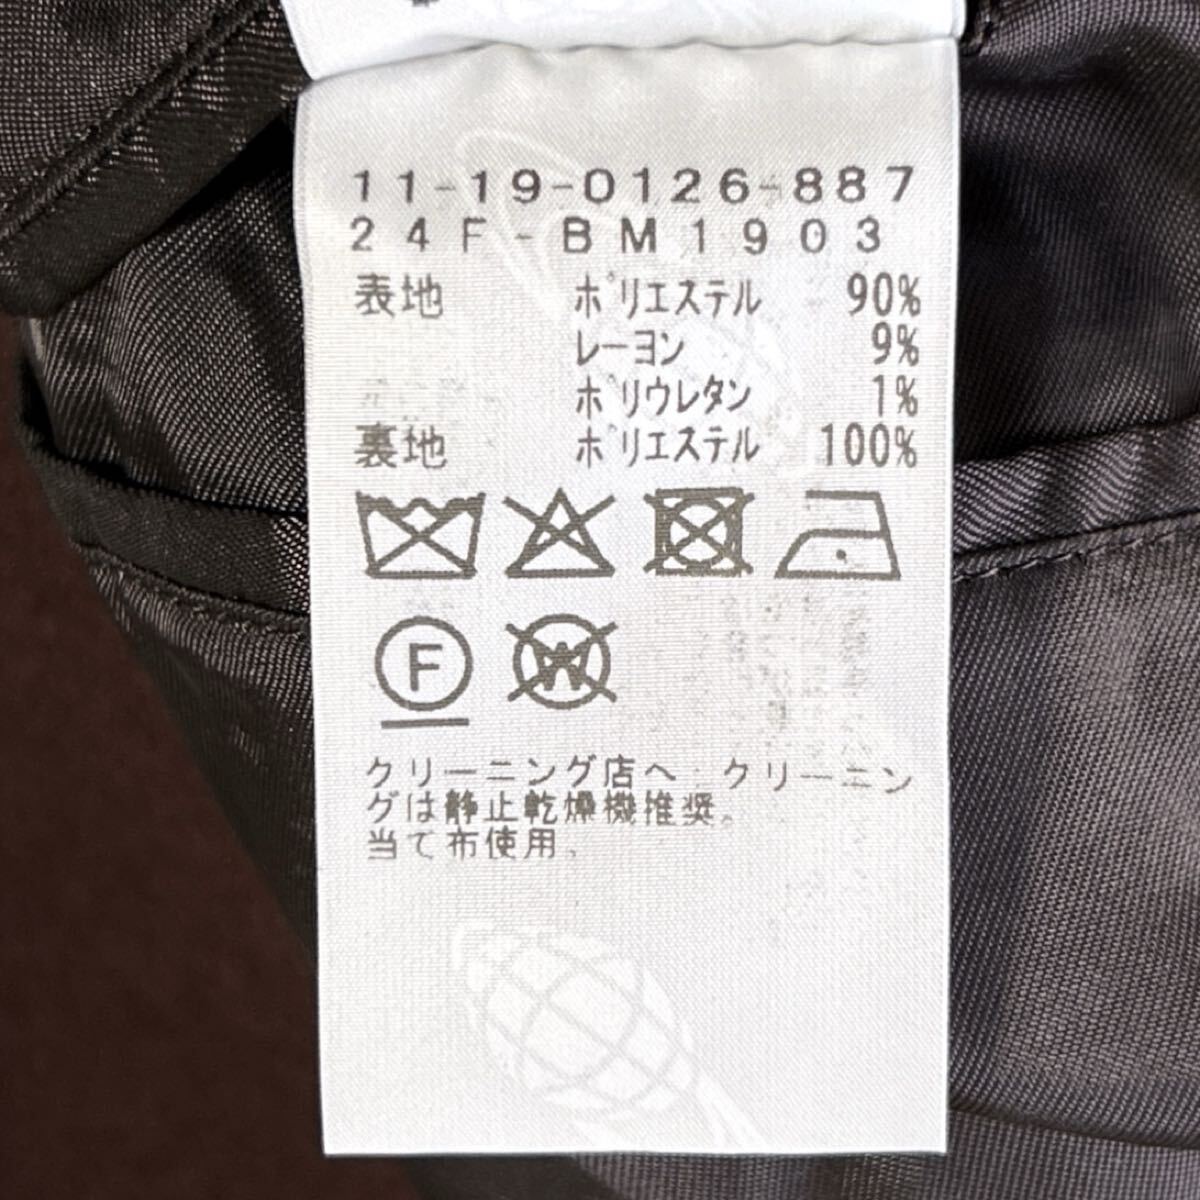 11-19-0126-887
24F-BM1903
表地 ポリエステル 90%
レーヨン 9%
ポリウレタン 1%
裏地 ポリエステル 100%
F
W
クリーニング店へ クリーニン
グは静止乾燥機推奨。
当て布使用。